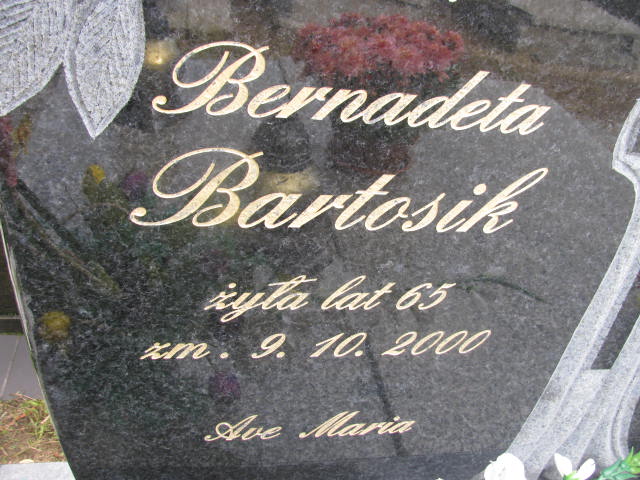 Bernadeta
Bartosik
żyła lat 65
zm. 9. 10. 2000
Ave Maria